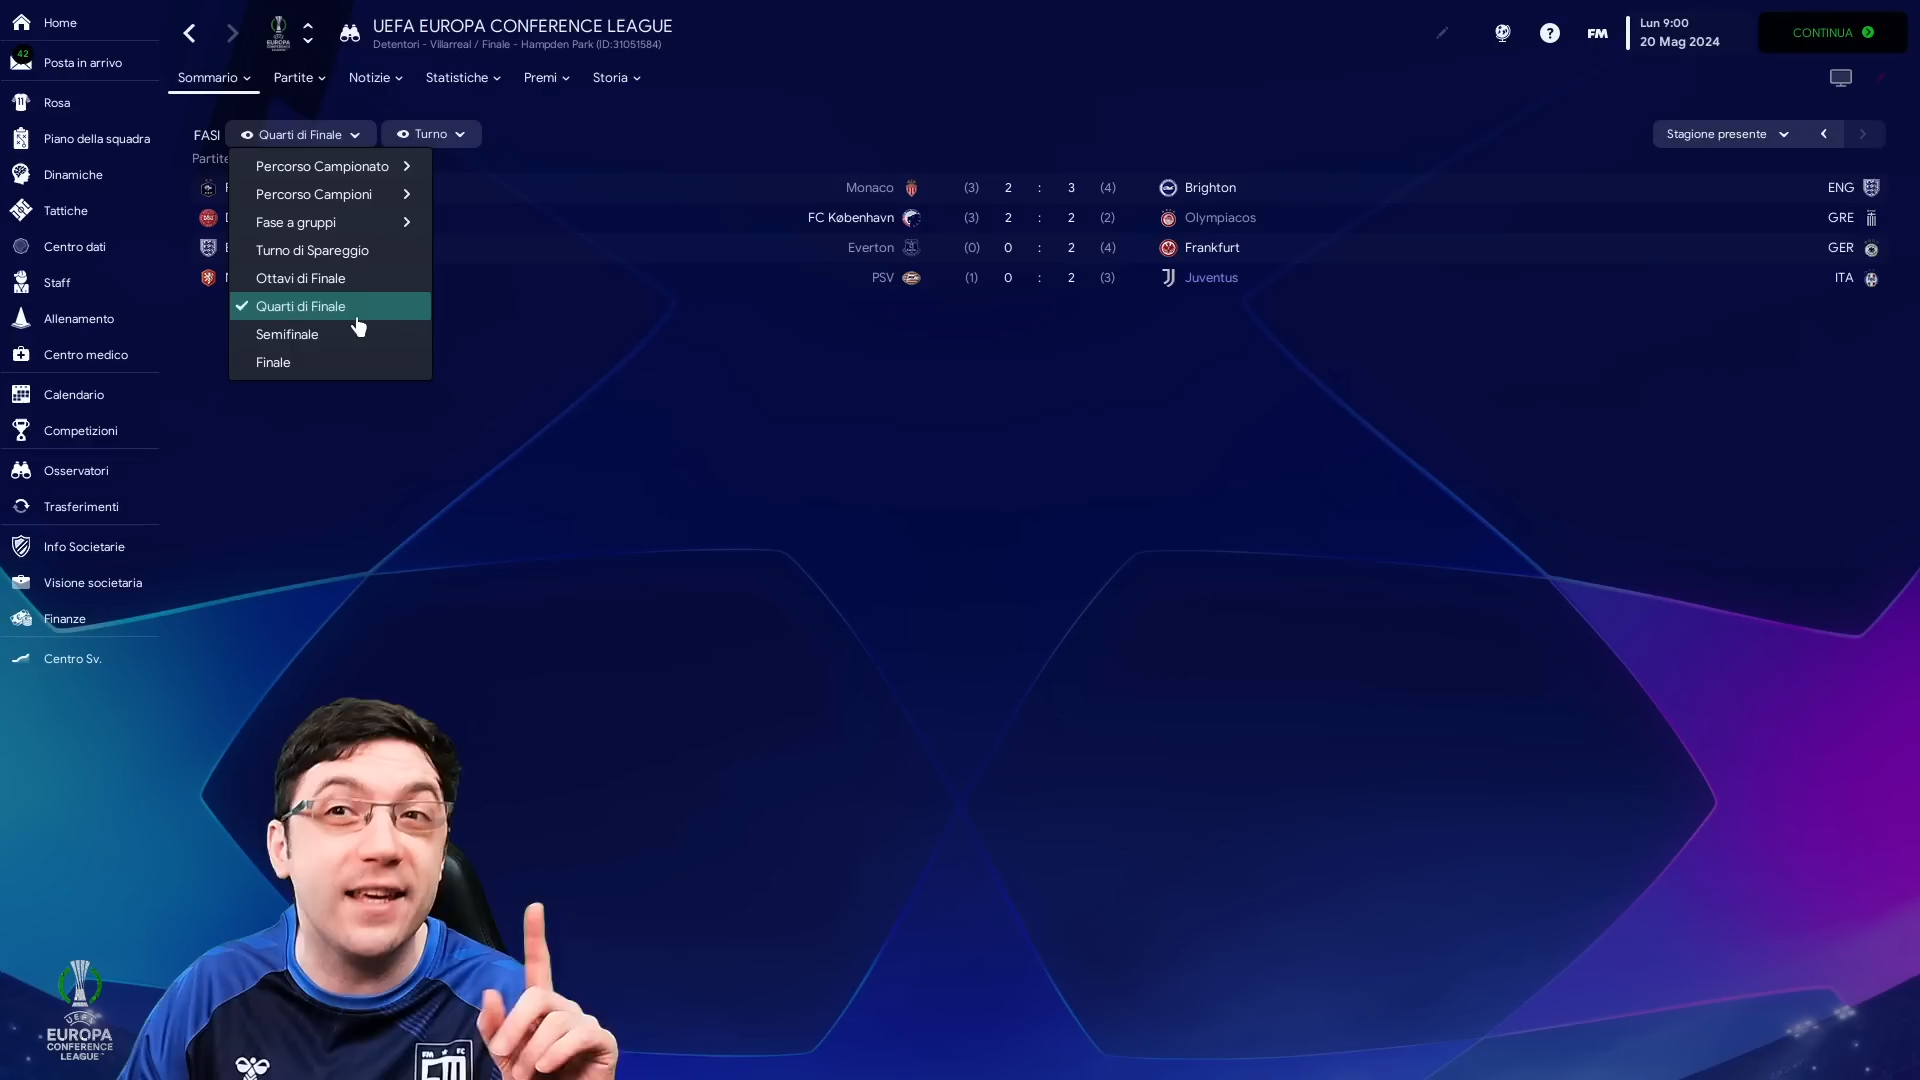 Home
42
Posta in arrivo
Rosa
Piano della squadra
Dinamiche
Tattiche
Centro dati
Staff
Allenamento
Centro medico
Calendario
Competizioni
Osservatori
Trasferimenti
Info Societarie
Visione societaria
Finanze
Centro Sv.
UEFA EUROPA CONFERENCE LEAGUE
Detentori - Villarreal / Finale - Hampden Park (ID:31051584)
FM
Lun 9:00
20 Mag 2024
CONTINUA
Sommario Partite Notizie Statistiche Premi Storia
FASI Quarti di Finale Turno
Stagione presente
Partite
Percorso Campionato
Percorso Campioni
Fase a gruppi
Turno di Spareggio
Ottavi di Finale
Quarti di Finale
Semifinale
Finale
Monaco (3) 2 : 3 (4) Brighton ENG
FC København (3) 2 : 2 (2) Olympiacos GRE
Everton (0) 0 : 2 (4) Frankfurt GER
PSV (1) 0 : 2 (3) Juventus ITA
UEFA
EUROPA
CONFERENCE
LEAGUE
FM FC